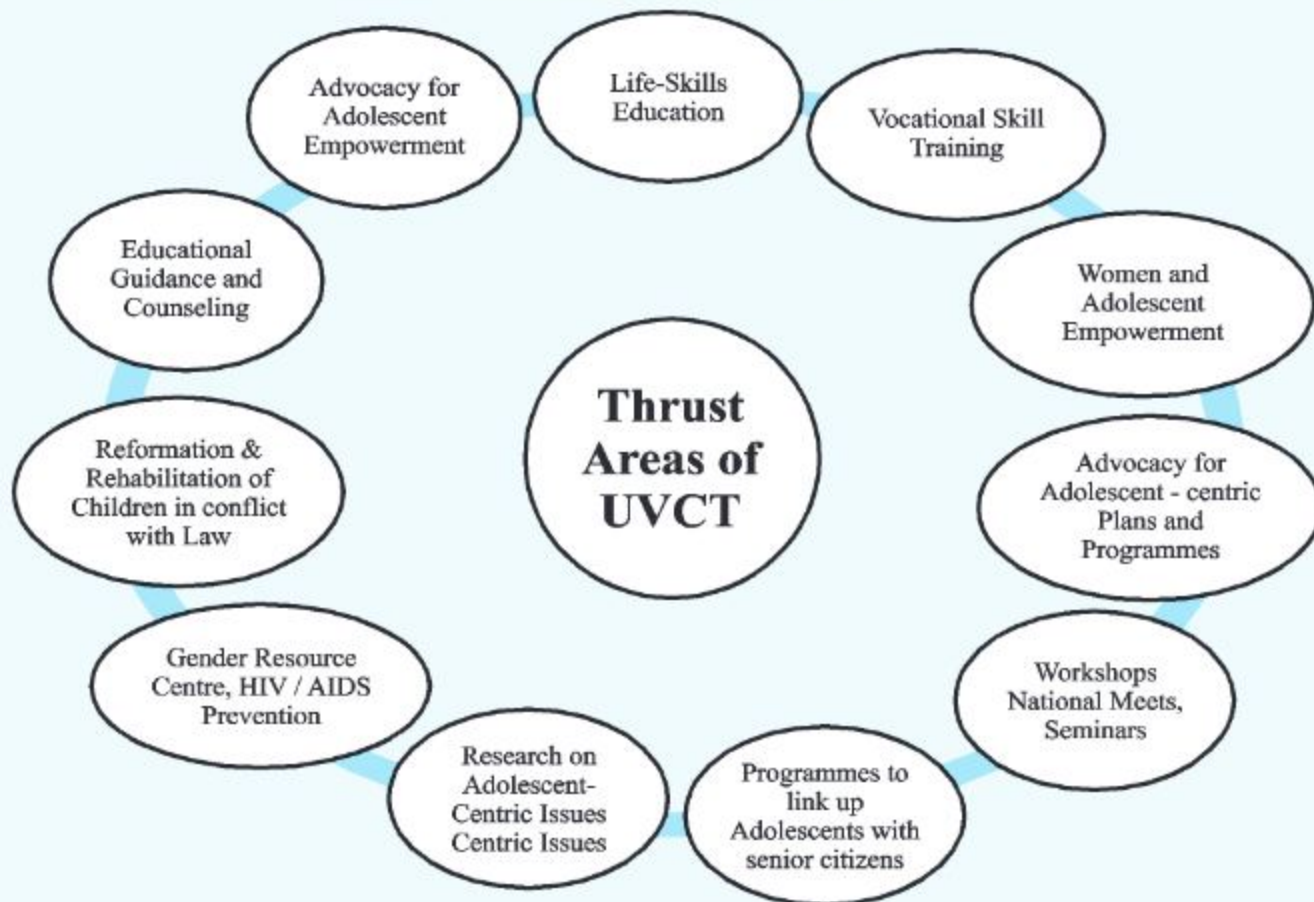 Life-Skills
Education
Vocational Skill
Training
Women and
Adolescent
Empowerment
Advocacy for
Adolescent - centric
Plans and
Programmes
Workshops
National Meets,
Seminars
Programmes to
link up
Adolescents with
senior citizens
Research on
Adolescent-
Centric Issues
Centric Issues
Gender Resource
Centre, HIV / AIDS
Prevention
Reformation &
Rehabilitation of
Children in conflict
with Law
Educational
Guidance and
Counseling
Advocacy for
Adolescent
Empowerment
Thrust
Areas of
UVCT